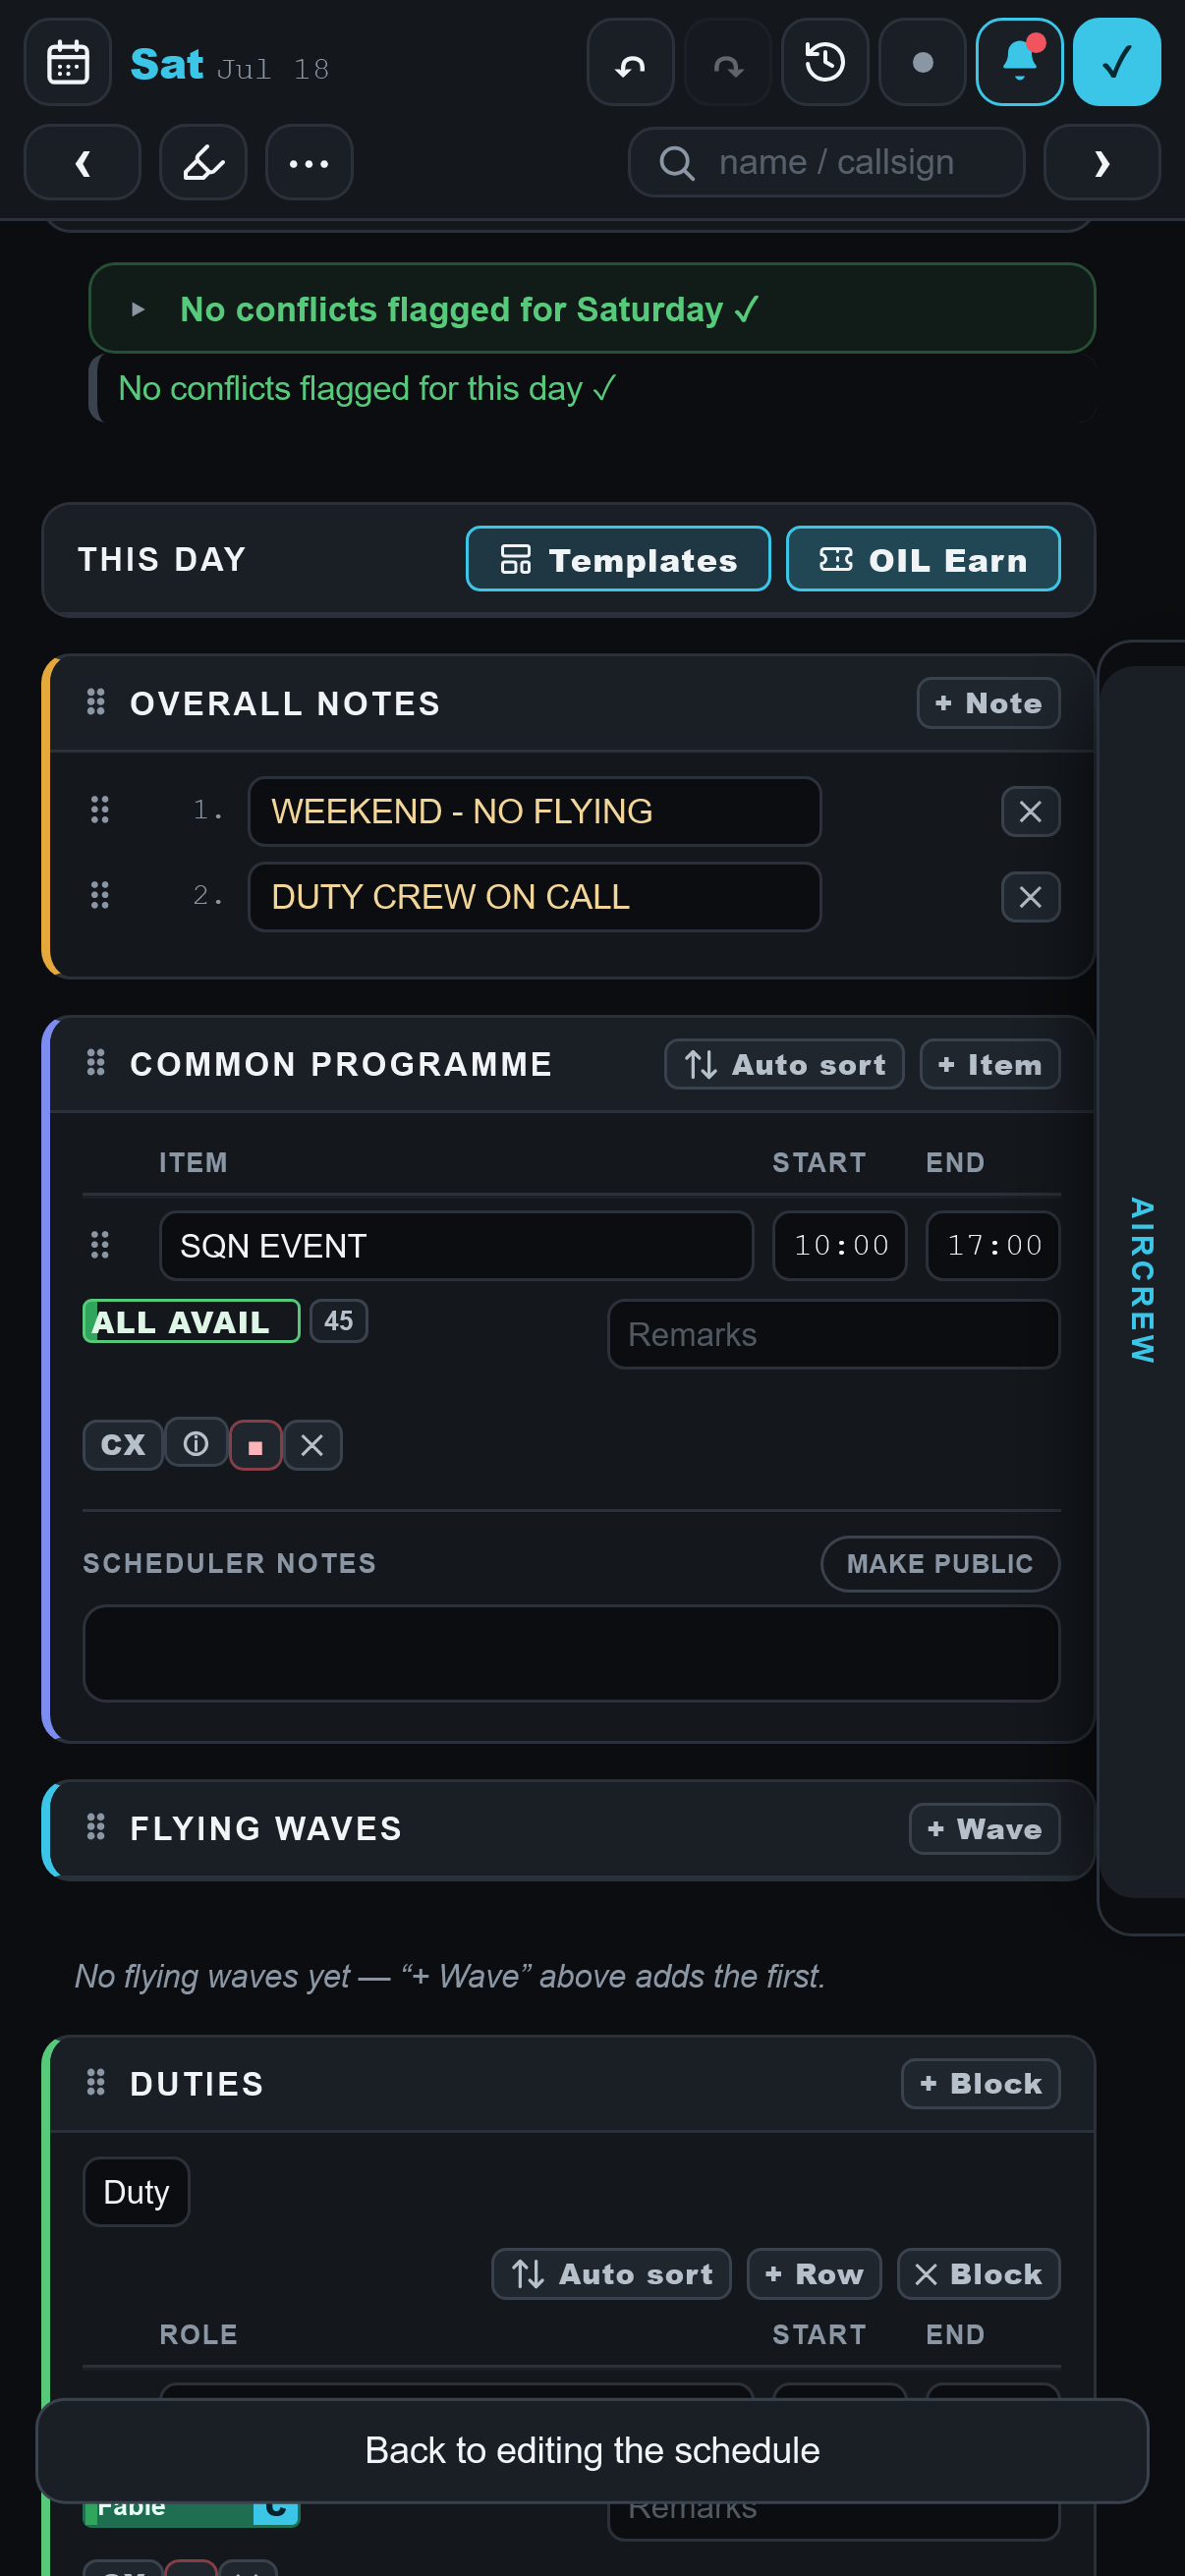 Sat Jul 18
name / callsign
No conflicts flagged for Saturday ✓
No conflicts flagged for this day ✓
THIS DAY Templates OIL Earn
OVERALL NOTES + Note
1. WEEKEND - NO FLYING
2. DUTY CREW ON CALL
COMMON PROGRAMME Auto sort + Item
ITEM START END
SQN EVENT 10:00 17:00
ALL AVAIL 45 Remarks
CX
SCHEDULER NOTES MAKE PUBLIC
AIRCREW
FLYING WAVES + Wave
No flying waves yet — “+ Wave” above adds the first.
DUTIES + Block
Duty
Auto sort + Row × Block
ROLE START END
Back to editing the schedule
Fable C Remarks